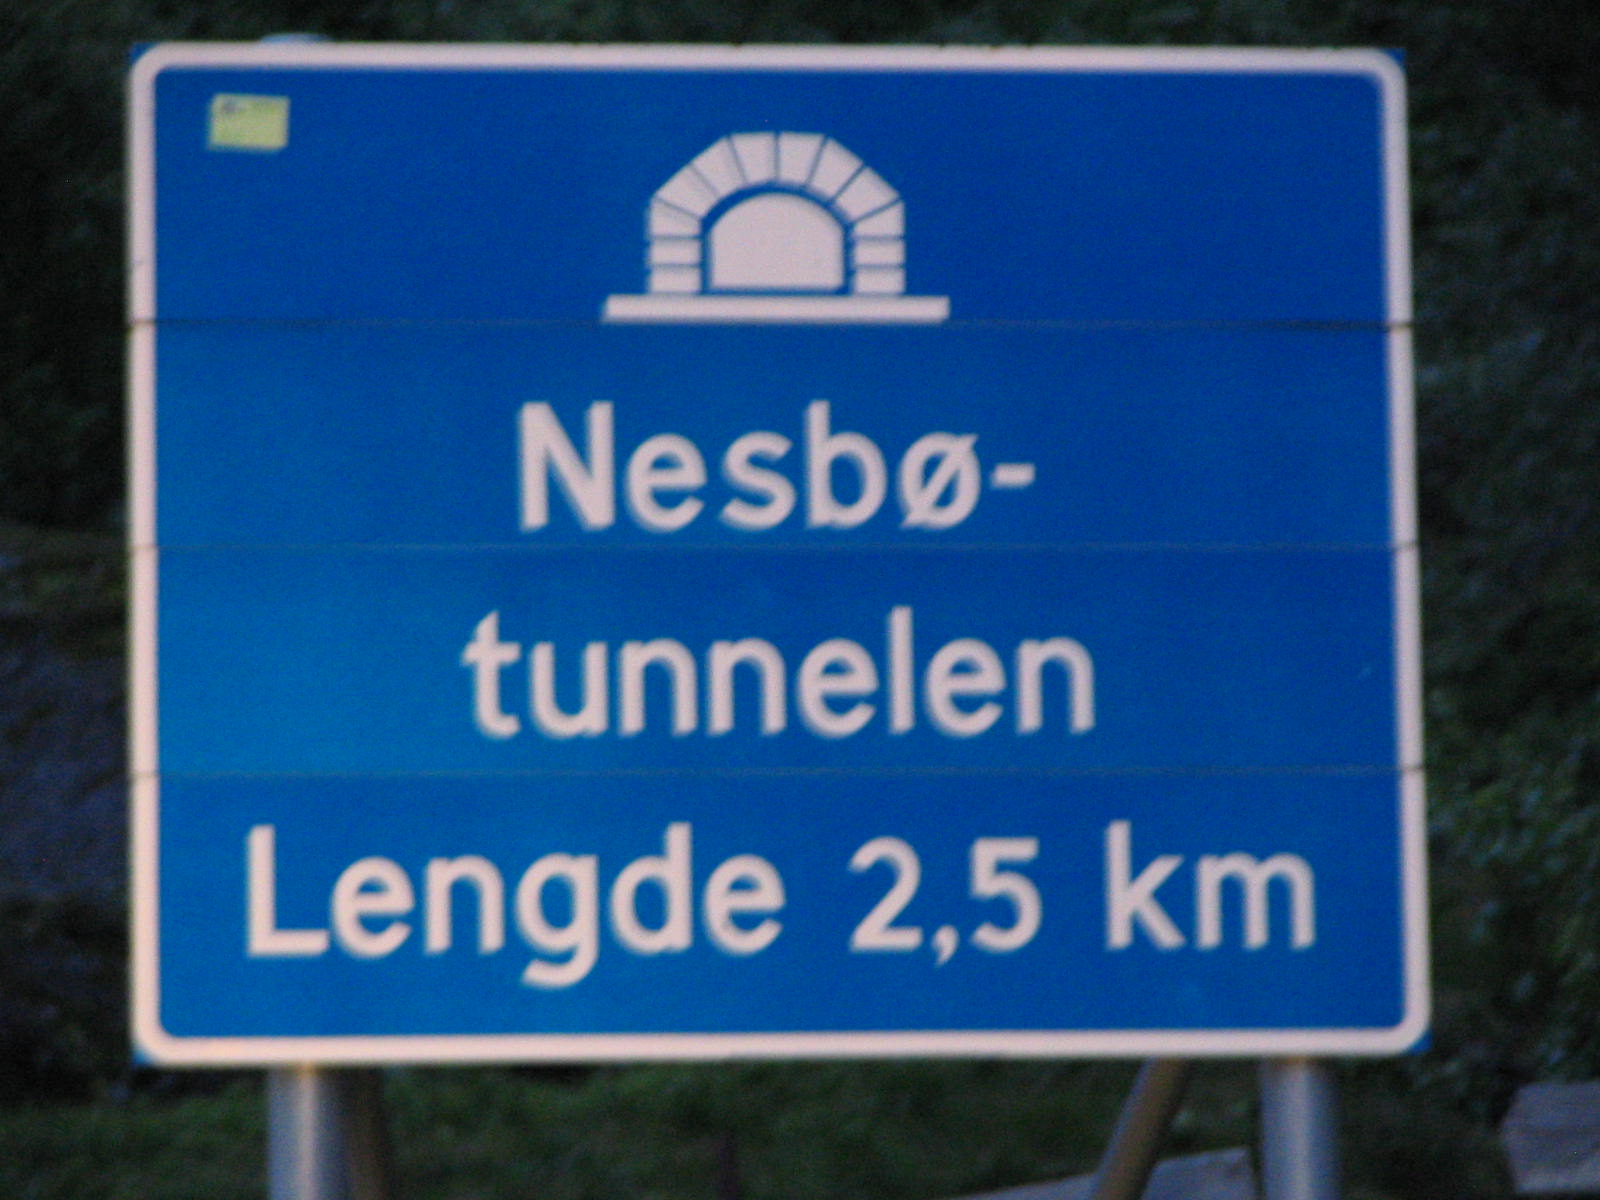 Nesbø-
tunnelen
Lengde 2,5 km